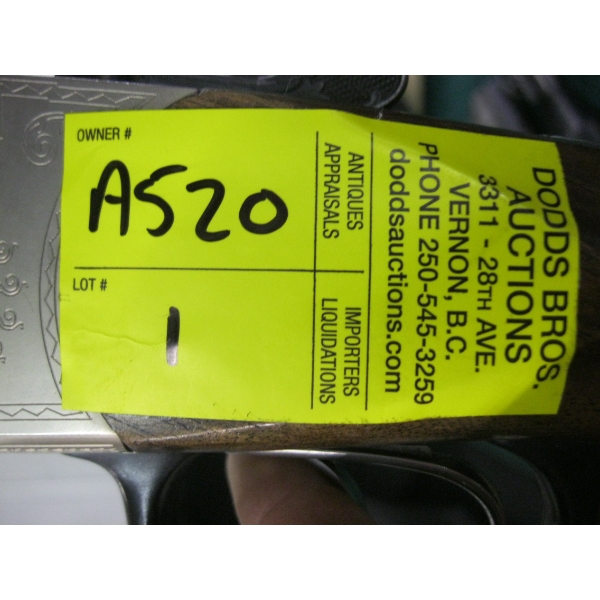 OWNER #
A520
LOT #
1
ANTIQUES
APPRAISALS
IMPORTERS
LIQUIDATIONS
DODDS BROS.
AUCTIONS
3311 - 28TH AVE.
VERNON, B.C.
PHONE 250-545-3259
doddsauctions.com